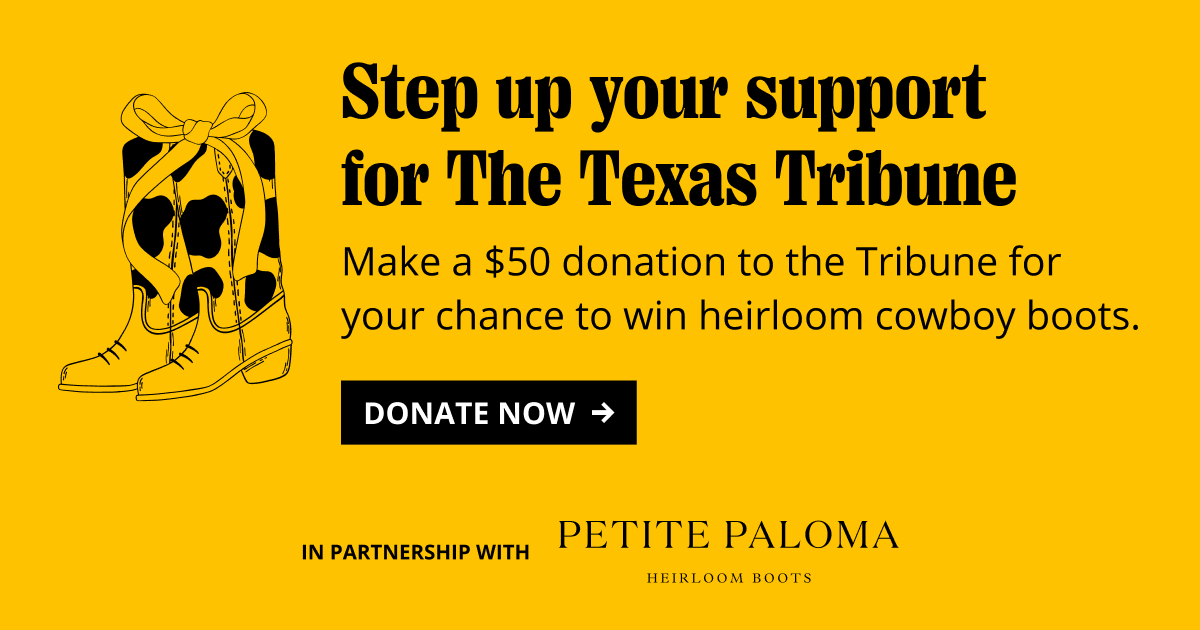 Step up your support
for The Texas Tribune
Make a $50 donation to the Tribune for
your chance to win heirloom cowboy boots.
DONATE NOW →
IN PARTNERSHIP WITH
PETITE PALOMA
HEIRLOOM BOOTS